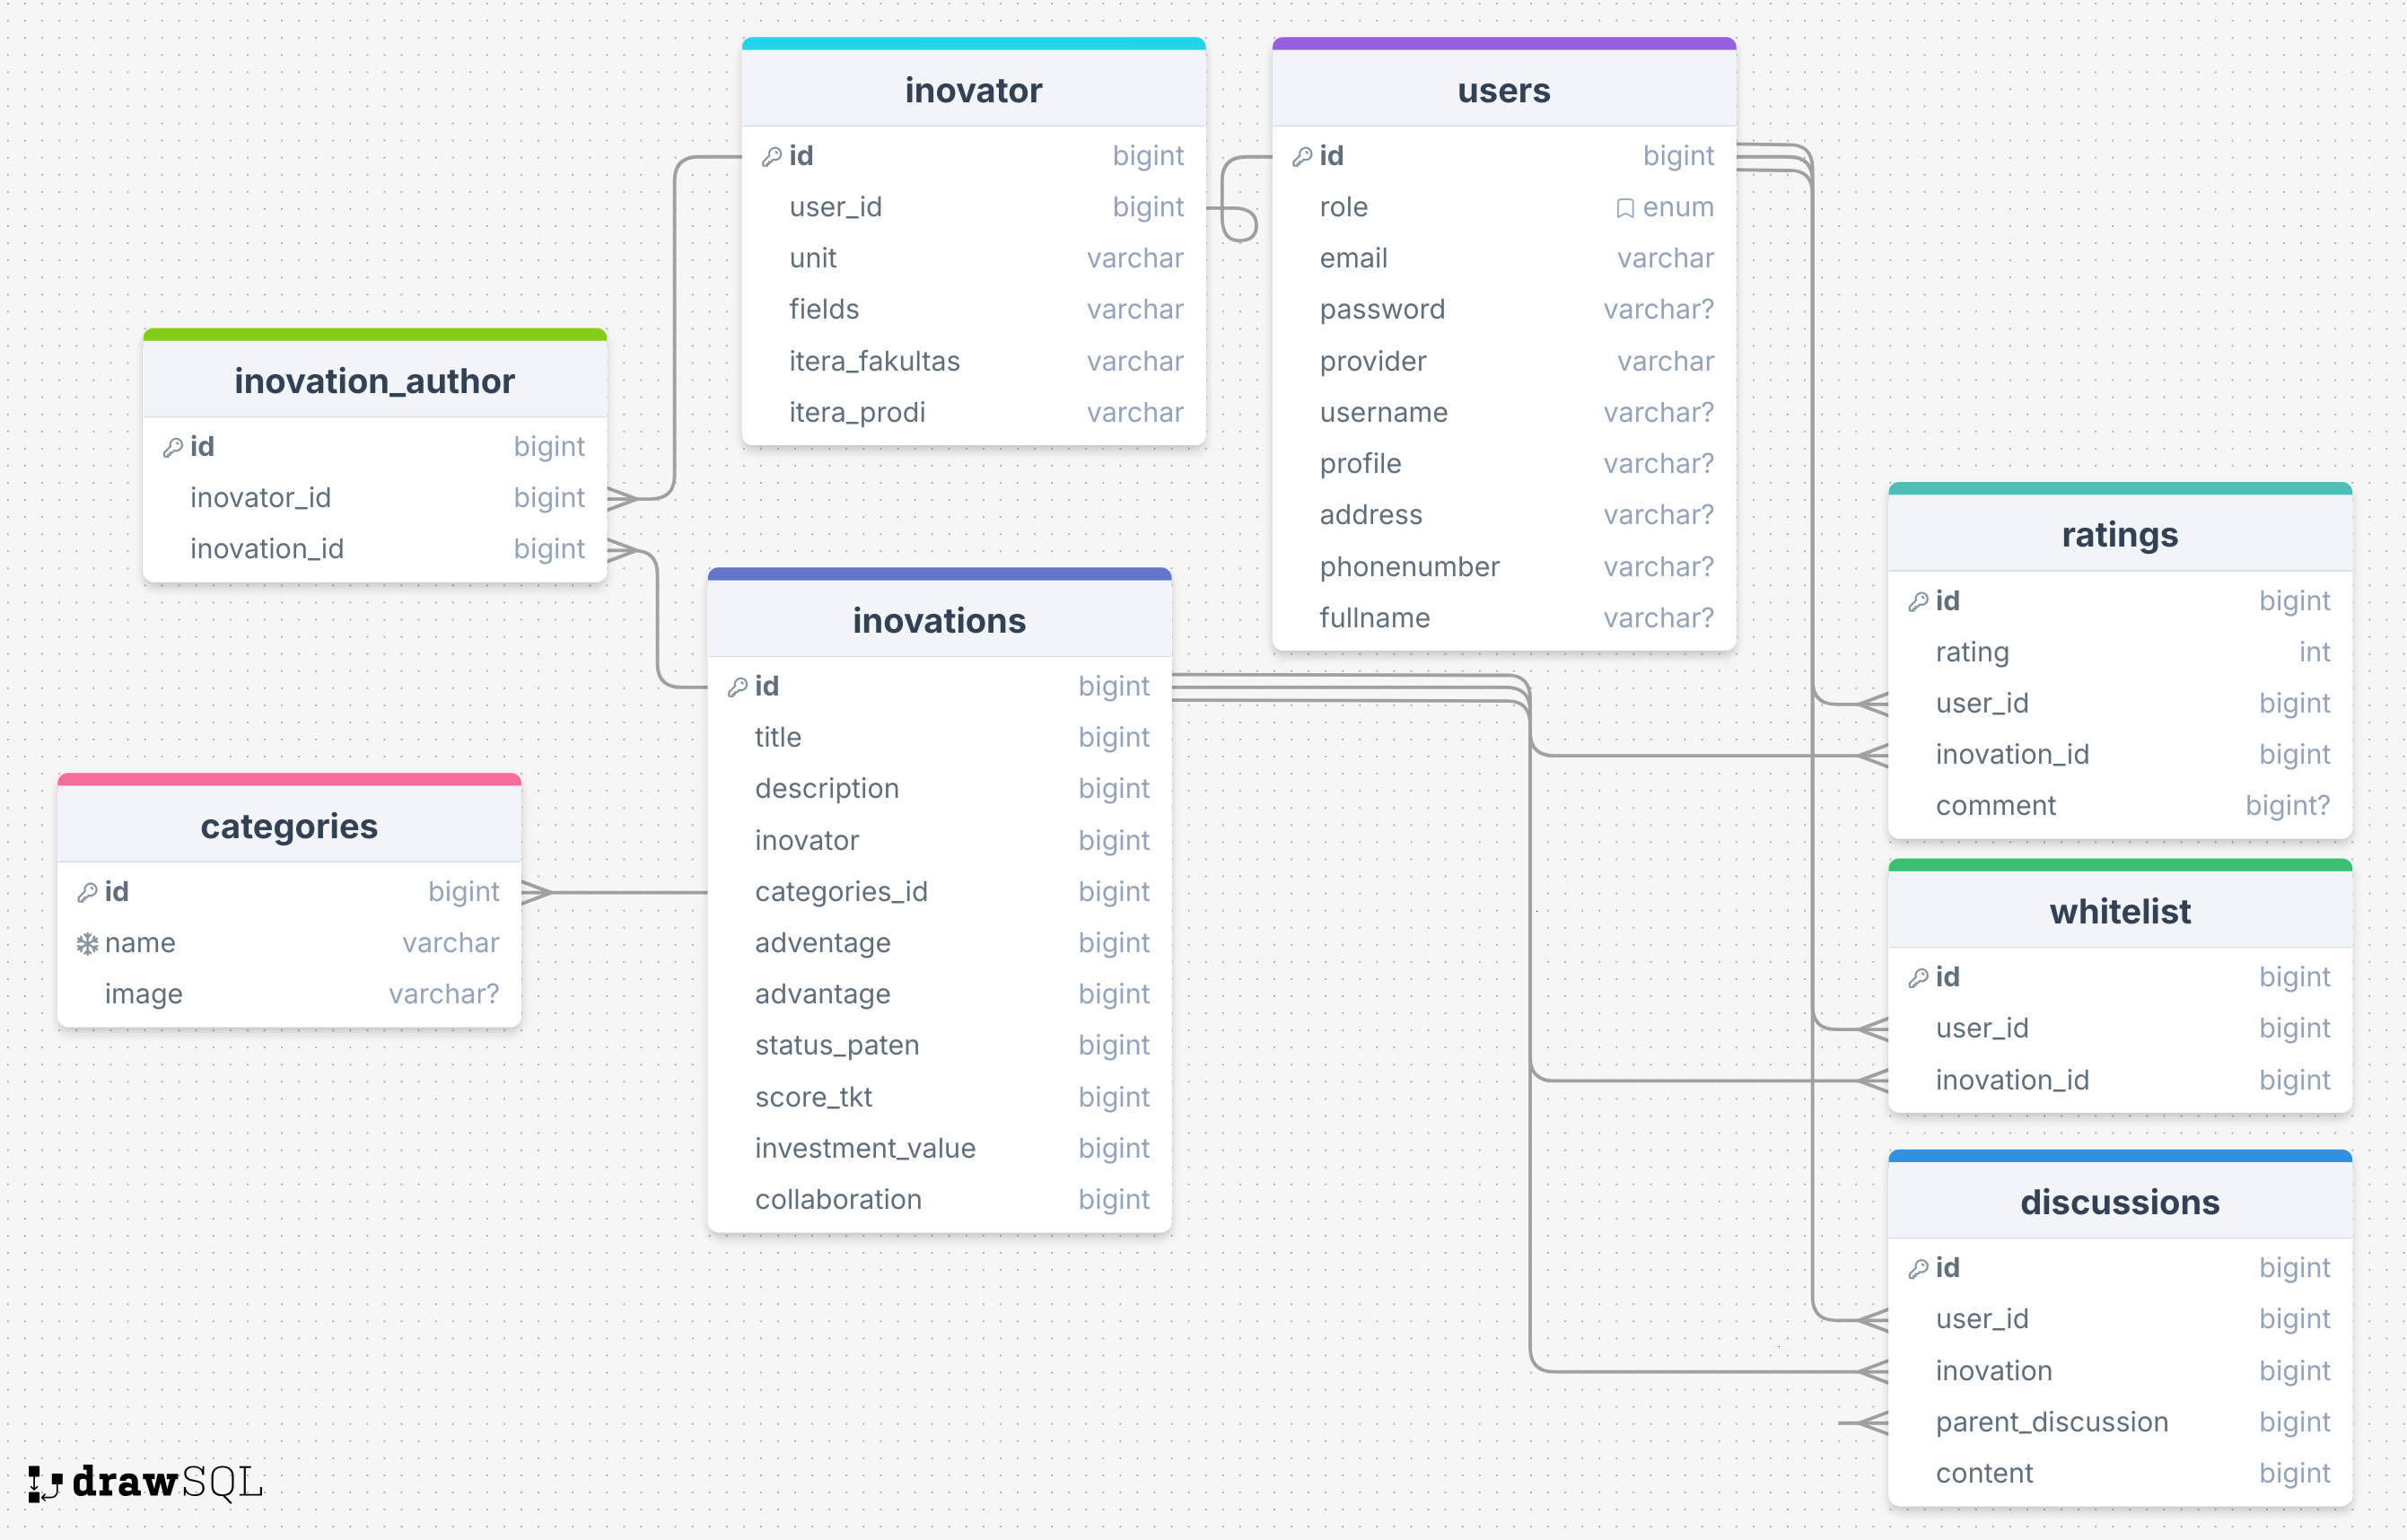 inovator
id bigint
user_id bigint
unit varchar
fields varchar
itera_fakultas varchar
itera_prodi varchar
users
id bigint
role enum
email varchar
password varchar?
provider varchar
username varchar?
profile varchar?
address varchar?
phonenumber varchar?
fullname varchar?
inovation_author
id bigint
inovator_id bigint
inovation_id bigint
inovations
id bigint
title bigint
description bigint
inovator bigint
categories_id bigint
adventage bigint
advantage bigint
status_paten bigint
score_tkt bigint
investment_value bigint
collaboration bigint
categories
id bigint
name varchar
image varchar?
ratings
id bigint
rating int
user_id bigint
inovation_id bigint
comment bigint?
whitelist
id bigint
user_id bigint
inovation_id bigint
discussions
id bigint
user_id bigint
inovation bigint
parent_discussion bigint
content bigint
drawSQL